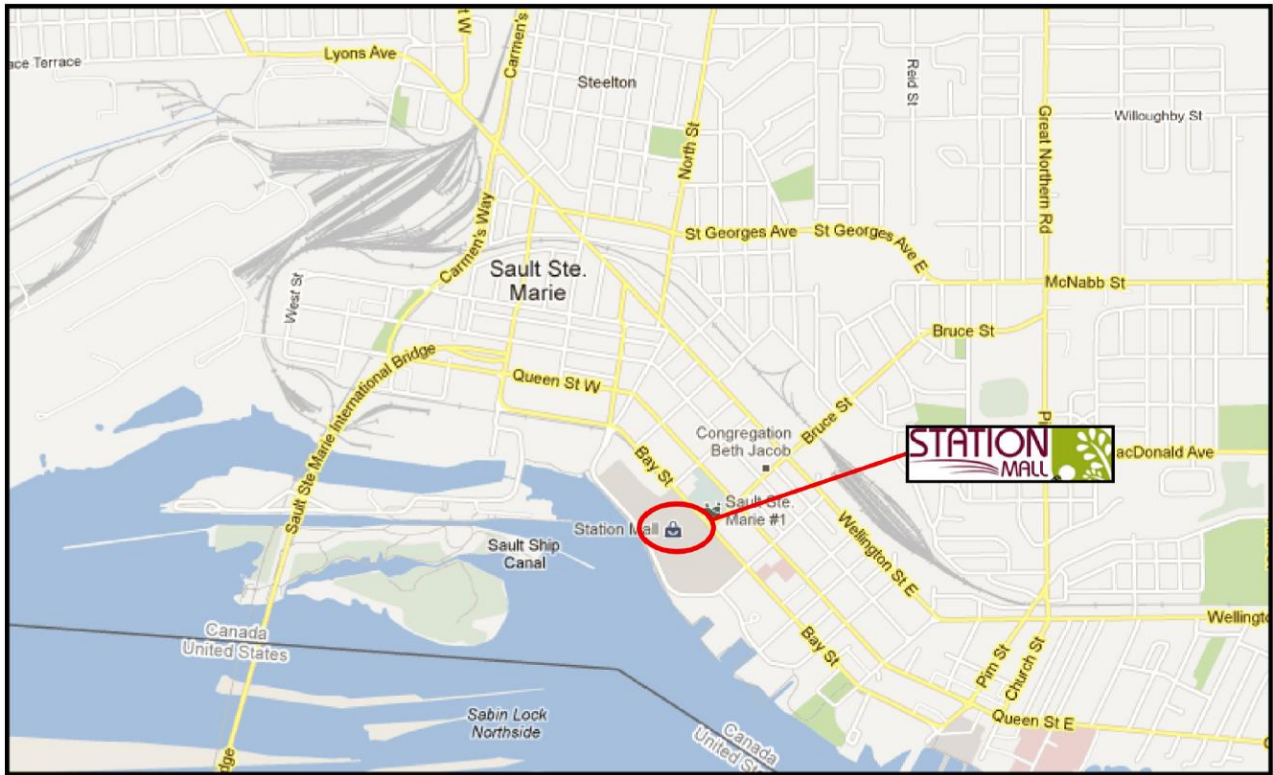 St W
Lyons Ave
Carmen's
ace Terrace
Steelton
Reid St
Willoughby St
North St
Great Northern Rd
St Georges Ave
St Georges Ave E
Carmen's Way
Sault Ste.
Marie
McNabb St
West St
Bruce St
Sault Ste Marie International Bridge
Queen St W
Bruce St
Congregation
Beth Jacob
STATION
MALL
acDonald Ave
Bay St
Sault Ste.
Marie #1
Station Mall
Sault Ship
Canal
Wellington St E
Canada
United States
Bay St
Pim St
Church St
Sabin Lock
Northside
Queen St E
Canada
United St
dge